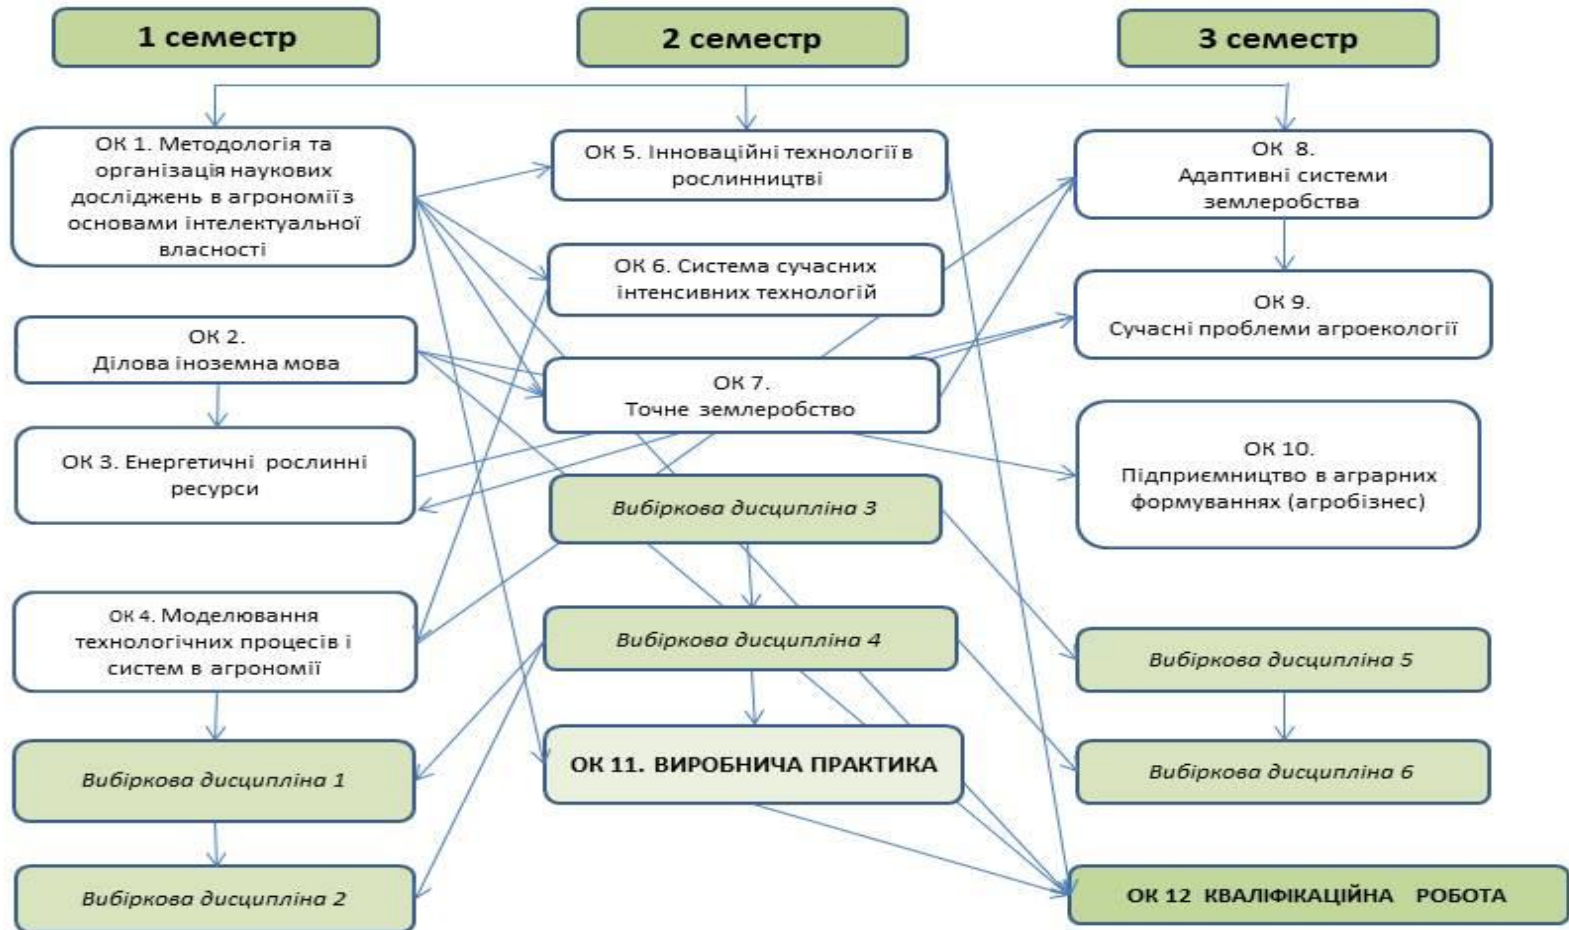 1 семестр
2 семестр
3 семестр
ОК 1. Методологія та
організація наукових
досліджень в агрономії з
основами інтелектуальної
власності
ОК 2.
Ділова іноземна мова
ОК 3. Енергетичні рослинні
ресурси
ОК 4. Моделювання
технологічних процесів і
систем в агрономії
Вибіркова дисципліна 1
Вибіркова дисципліна 2
ОК 5. Інноваційні технології в
рослинництві
ОК 6. Система сучасних
інтенсивних технологій
ОК 7.
Точне землеробство
Вибіркова дисципліна 3
Вибіркова дисципліна 4
ОК 11. ВИРОБНИЧА ПРАКТИКА
ОК 8.
Адаптивні системи
землеробства
ОК 9.
Сучасні проблеми агроекології
ОК 10.
Підприємництво в аграрних
формуваннях (агробізнес)
Вибіркова дисципліна 5
Вибіркова дисципліна 6
ОК 12 КВАЛІФІКАЦІЙНА РОБОТА